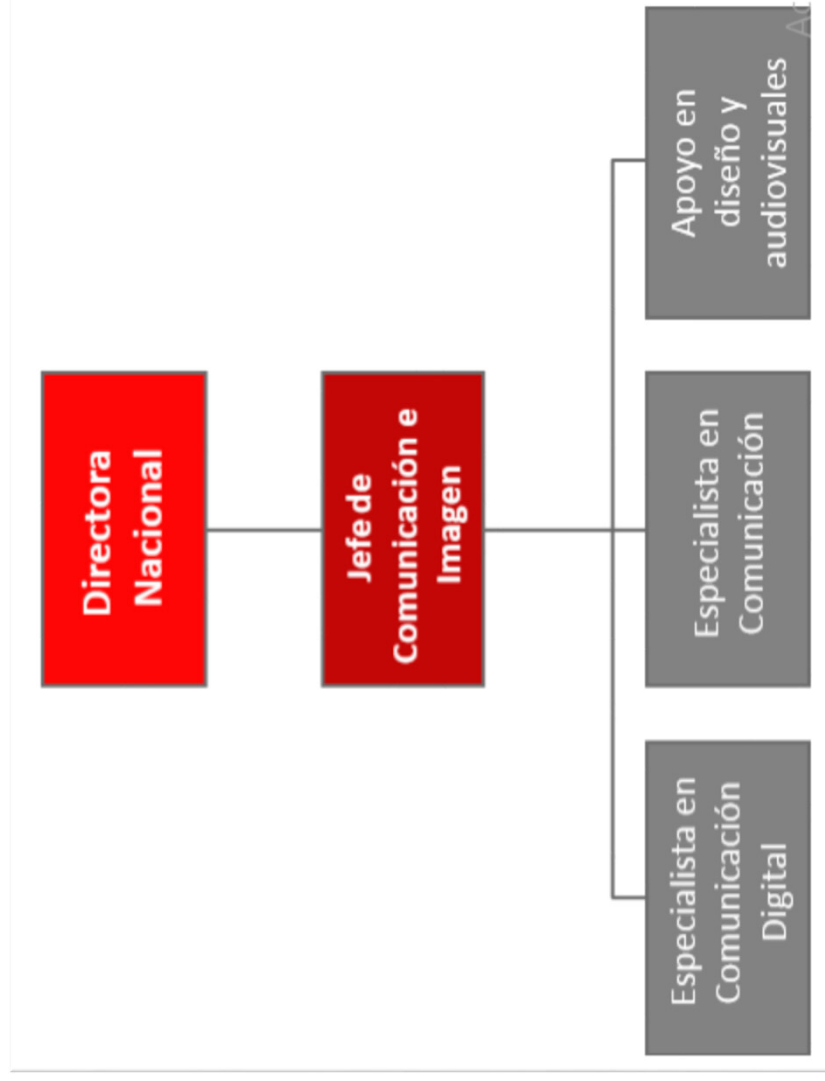 Directora
Nacional
Jefe de
Comunicación e
Imagen
Especialista en
Comunicación
Digital
Especialista en
Comunicación
Apoyo en
diseño y
audiovisuales